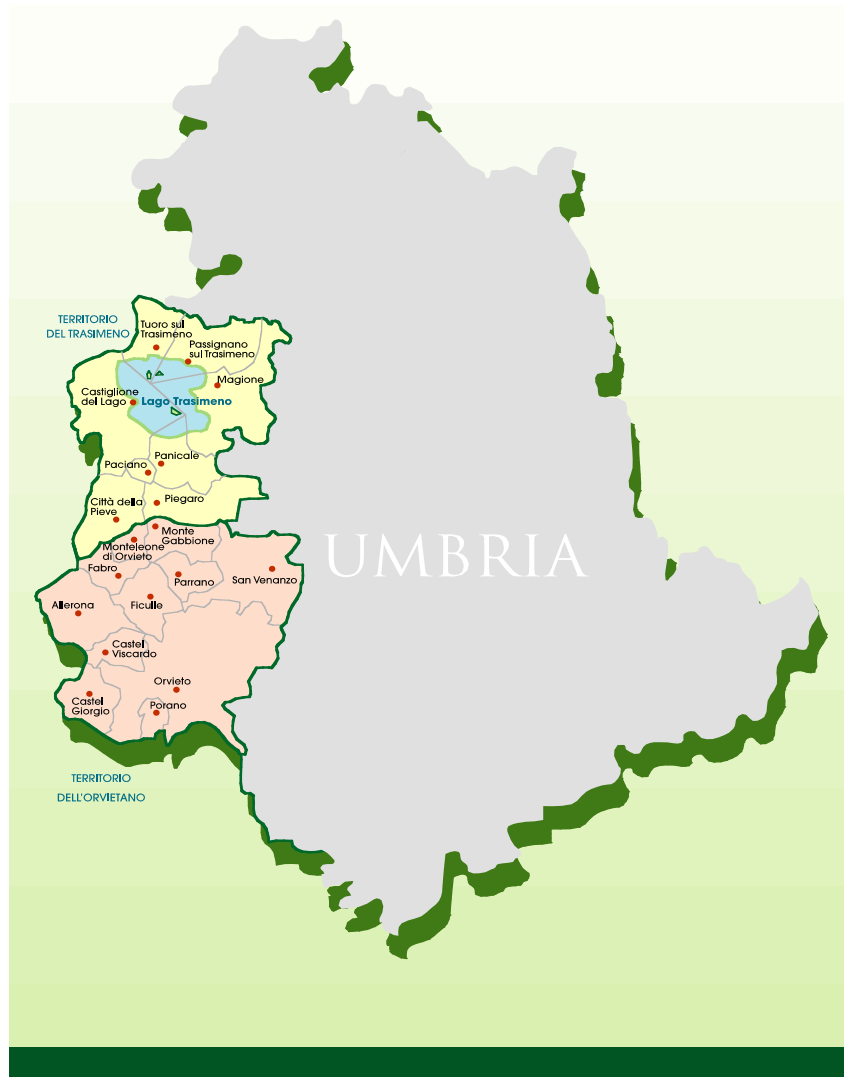 TERRITORIO
DEL TRASIMENO
Tuoro sul
Trasimeno
Passignano
sul Trasimeno
Magione
Castiglione
del Lago
Lago Trasimeno
Panicale
Paciano
Piegaro
Città della
Pieve
Monte
Gabbione
Monteleone
di Orvieto
Fabro
Parrano
San Venanzo
UMBRIA
Allerona
Ficulle
Castel
Viscardo
Orvieto
Castel
Giorgio
Porano
TERRITORIO
DELL'ORVIETANO